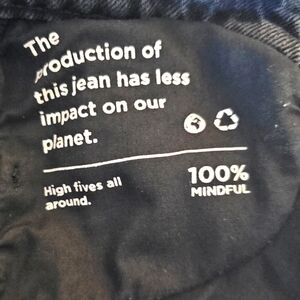 The
production of
this jean has less
impact on our
planet.
High fives all
around.
100%
MINDFUL